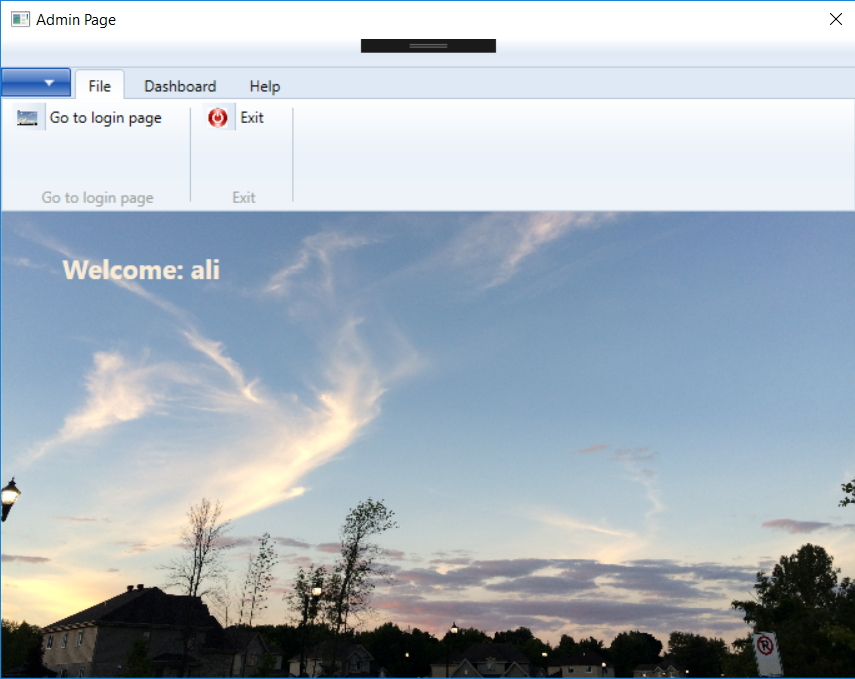 Admin Page
File Dashboard Help
Go to login page Exit
Go to login page Exit
Welcome: ali
R